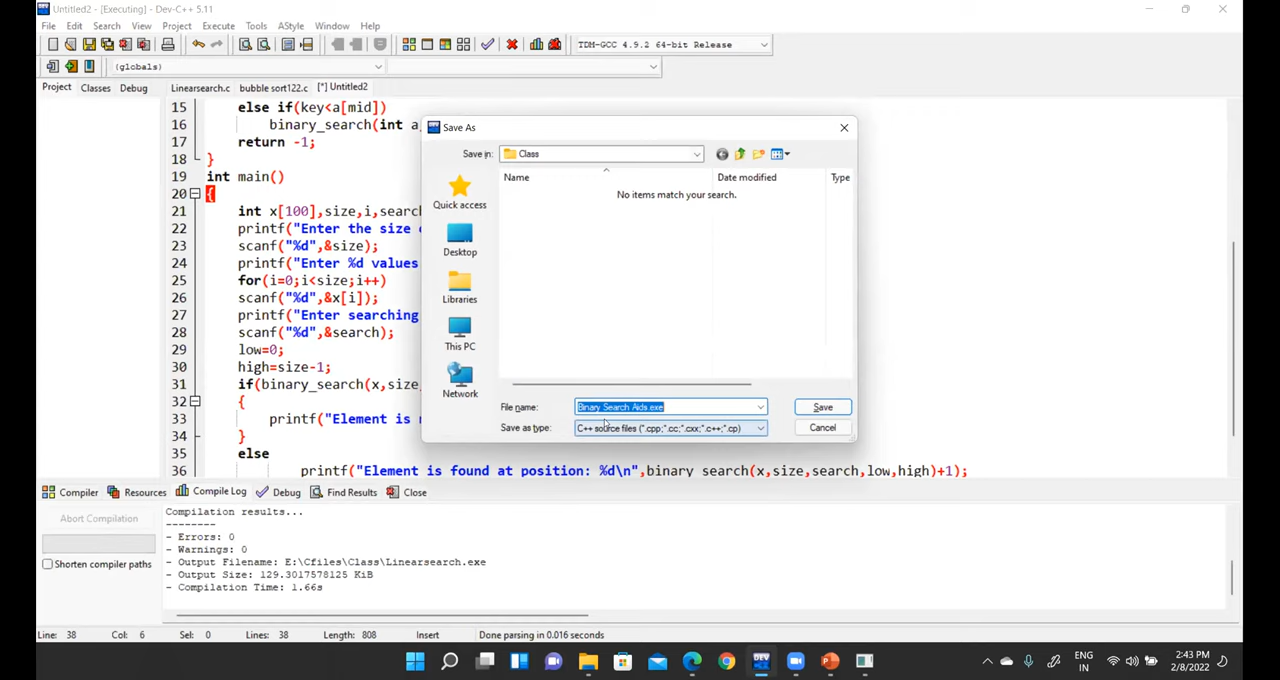 Untitled2 - [Executing] - Dev-C++ 5.11
File Edit Search View Project Execute Tools AStyle Window Help
TDM-GCC 4.9.2 64-bit Release
(globals)
Project Classes Debug Linearsearch.c bubble sort122.c [*] Untitled2
15 else if(key<a[mid])
16 binary_search(int a
17 return -1;
18 }
19 int main()
20 {
21 int x[100],size,i,search
22 printf("Enter the size
23 scanf("%d",&size);
24 printf("Enter %d values
25 for(i=0;i<size;i++)
26 scanf("%d",&x[i]);
27 printf("Enter searching
28 scanf("%d",&search);
29 low=0;
30 high=size-1;
31 if(binary_search(x,size
32 {
33 printf("Element is
34 }
35 else
36 printf("Element is found at position: %d\n",binary search(x,size,search,low,high)+1);
Save As
Save in: Class
Name Date modified Type
No items match your search.
Quick access
Desktop
Libraries
This PC
Network
File name: Binary Search Aids.exe Save
Save as type: C++ source files (*.cpp;*.cc;*.cxx;*.c++;*.cp) Cancel
Compiler Resources Compile Log Debug Find Results Close
Abort Compilation
Shorten compiler paths
Compilation results...
--------
- Errors: 0
- Warnings: 0
- Output Filename: E:\Cfiles\Class\Linearsearch.exe
- Output Size: 129.3017578125 KiB
- Compilation Time: 1.66s
Line: 38 Col: 6 Sel: 0 Lines: 38 Length: 808 Insert Done parsing in 0.016 seconds
DEV
ENG
IN
2:43 PM
2/8/2022